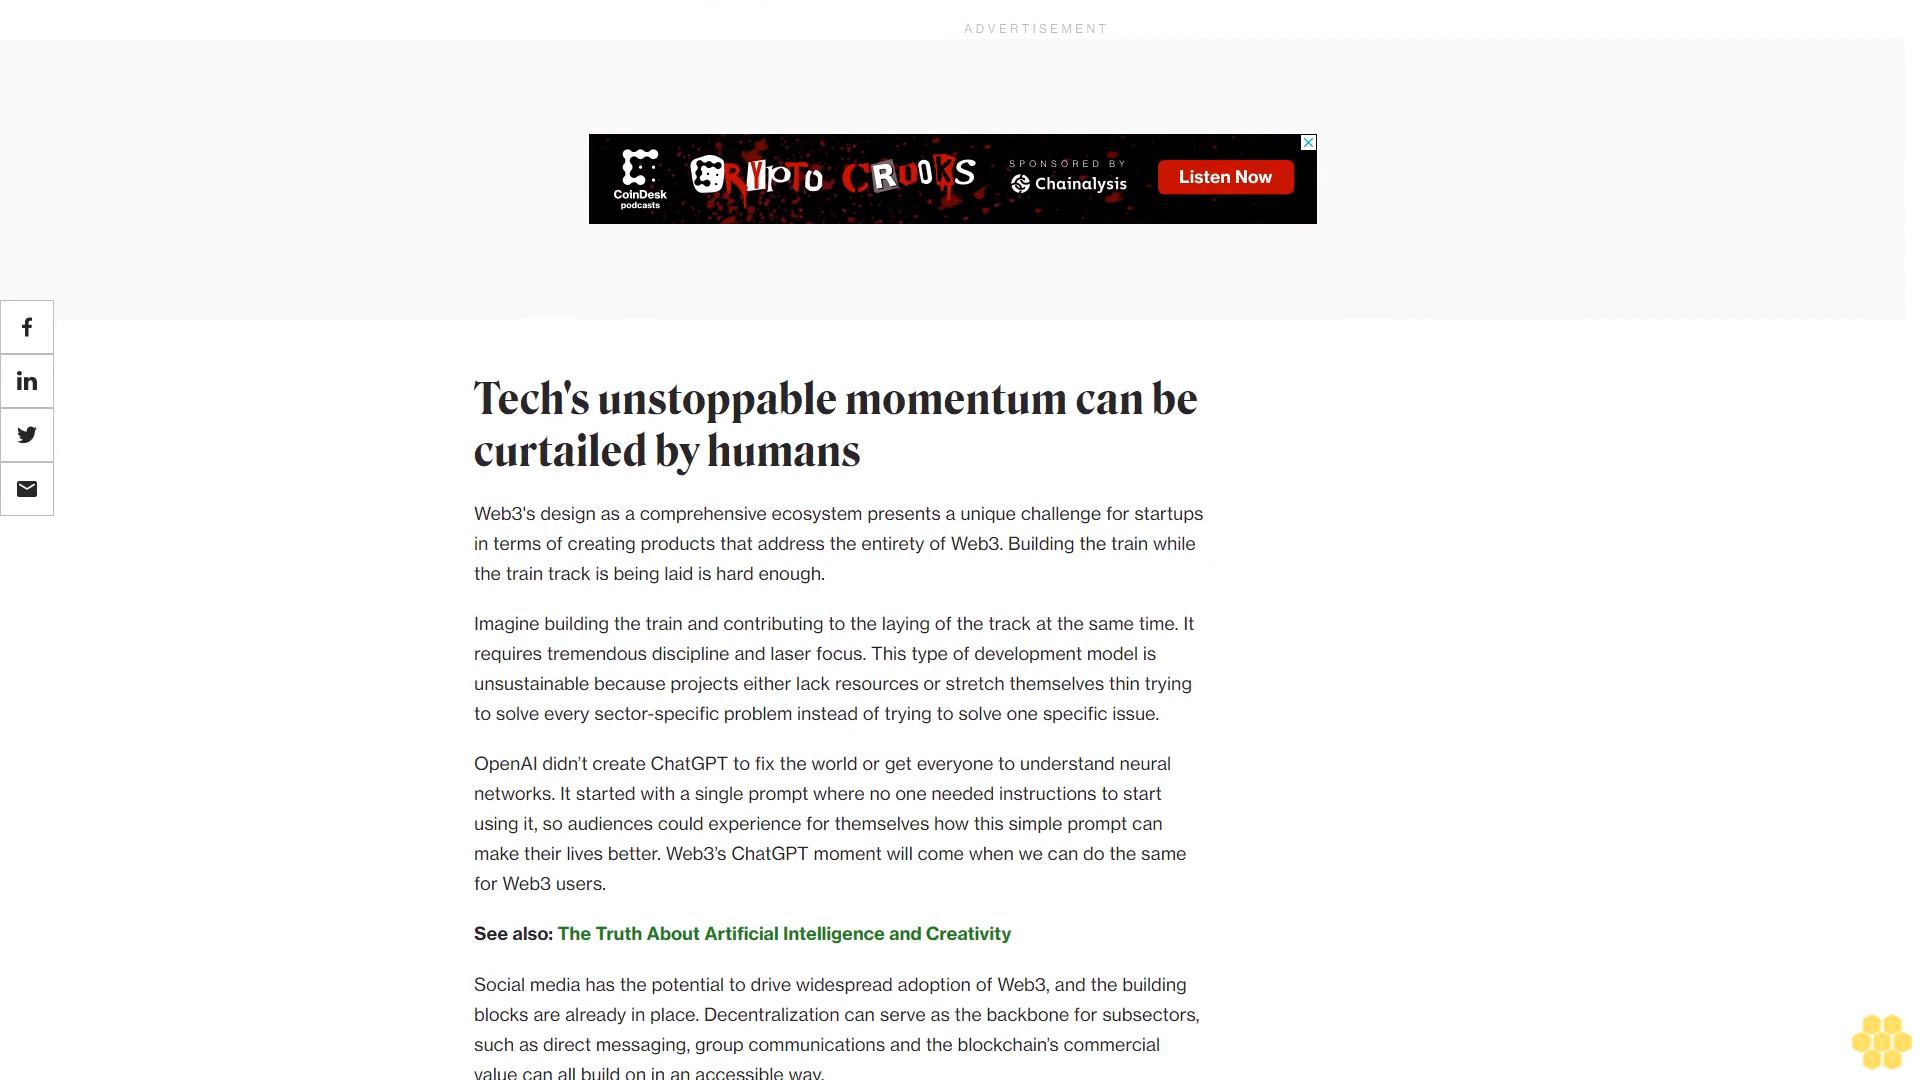 ADVERTISEMENT
CoinDesk
podcasts
CRYPTO CROOKS
SPONSORED BY
Chainalysis
Listen Now
Tech's unstoppable momentum can be
curtailed by humans
Web3's design as a comprehensive ecosystem presents a unique challenge for startups
in terms of creating products that address the entirety of Web3. Building the train while
the train track is being laid is hard enough.
Imagine building the train and contributing to the laying of the track at the same time. It
requires tremendous discipline and laser focus. This type of development model is
unsustainable because projects either lack resources or stretch themselves thin trying
to solve every sector-specific problem instead of trying to solve one specific issue.
OpenAI didn’t create ChatGPT to fix the world or get everyone to understand neural
networks. It started with a single prompt where no one needed instructions to start
using it, so audiences could experience for themselves how this simple prompt can
make their lives better. Web3’s ChatGPT moment will come when we can do the same
for Web3 users.
See also: The Truth About Artificial Intelligence and Creativity
Social media has the potential to drive widespread adoption of Web3, and the building
blocks are already in place. Decentralization can serve as the backbone for subsectors,
such as direct messaging, group communications and the blockchain’s commercial
value can all build on in an accessible way.